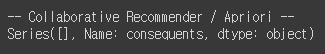 -- Collaborative Recommender / Apriori --
Series([], Name: consequents, dtype: object)